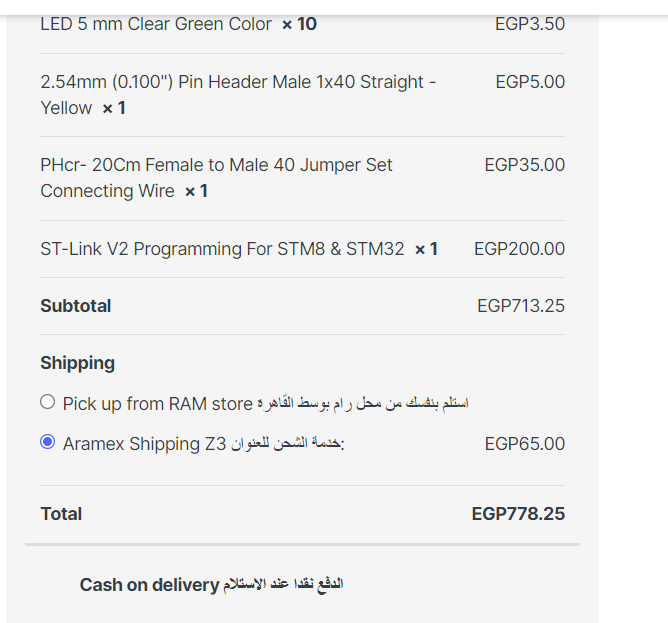 LED 5 mm Clear Green Color × 10 EGP3.50
2.54mm (0.100") Pin Header Male 1x40 Straight - EGP5.00
Yellow × 1
PHcr- 20Cm Female to Male 40 Jumper Set EGP35.00
Connecting Wire × 1
ST-Link V2 Programming For STM8 & STM32 × 1 EGP200.00
Subtotal EGP713.25
Shipping
Pick up from RAM store استلم بنفسك من محل رام بوسط القاهرة
Aramex Shipping Z3 خدمة الشحن للعنوان: EGP65.00
Total EGP778.25
Cash on delivery الدفع نقدا عند الاستلام